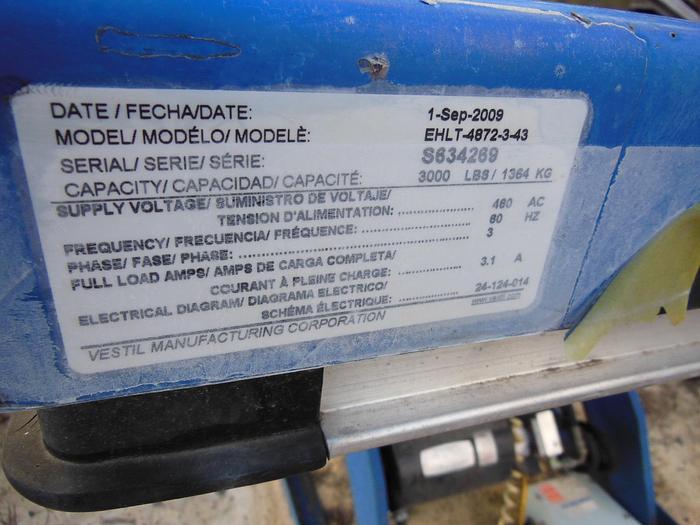 DATE / FECHA/DATE: 1-Sep-2009
MODEL/ MODÉLO/ MODELÈ: EHLT-4872-3-43
SERIAL/ SERIE/ SÉRIE: S634269
CAPACITY/ CAPACIDAD/ CAPACITÉ: 3000 LBS / 1364 KG
SUPPLY VOLTAGE/ SUMINISTRO DE VOLTAJE/
TENSION D'ALIMENTATION: 460 AC
FREQUENCY/ FRECUENCIA/ FRÉQUENCE: 60 HZ
PHASE/ FASE/ PHASE: 3
FULL LOAD AMPS/ AMPS DE CARGA COMPLETA/
COURANT À PLEINE CHARGE: 3.1 A
ELECTRICAL DIAGRAM/ DIAGRAMA ELECTRICO/
SCHÉMA ÉLECTRIQUE: 24-124-014
VESTIL MANUFACTURING CORPORATION www.vestil.com